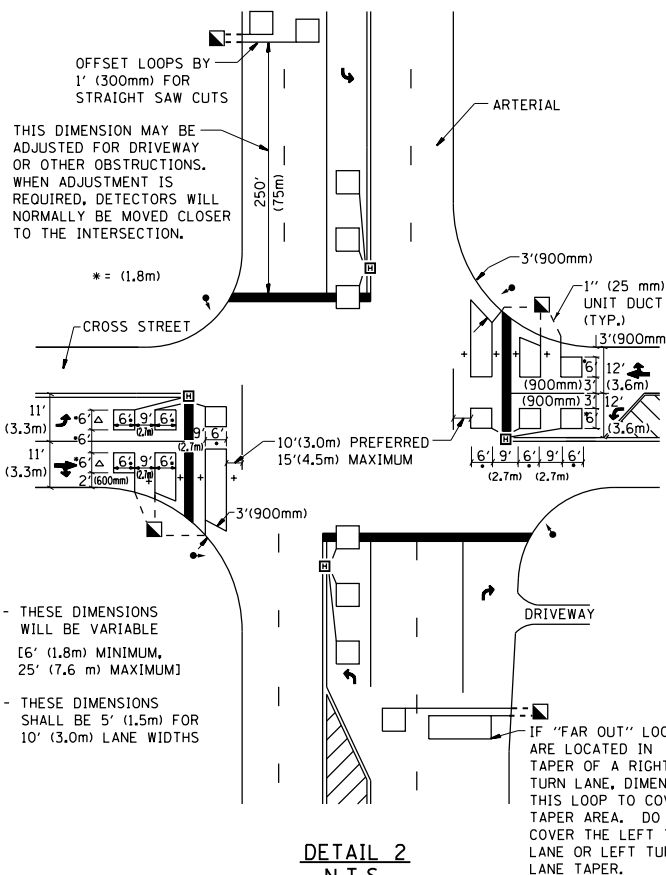 OFFSET LOOPS BY
1' (300mm) FOR
STRAIGHT SAW CUTS
THIS DIMENSION MAY BE
ADJUSTED FOR DRIVEWAY
OR OTHER OBSTRUCTIONS.
WHEN ADJUSTMENT IS
REQUIRED, DETECTORS WILL
NORMALLY BE MOVED CLOSER
TO THE INTERSECTION.
250'
(75m)
ARTERIAL
* = (1.8m)
H
3'(900mm)
1" (25 mm)
UNIT DUCT
(TYP.)
CROSS STREET
3'(900mm
6'
12'
(3.6m)
(900mm) 3'
(900mm) 3'
6'
12'
(3.6m)
H
H
11'
(3.3m)
*6'
6' 9' 6'
(2.7m)
*6'
(2.7m)
9' 6'
11'
(3.3m)
*6'
6' 9' 6'
(2.7m)
2' (600mm)
10'(3.0m) PREFERRED
15'(4.5m) MAXIMUM
6' 9' 6' 9' 6'
(2.7m) (2.7m)
3'(900mm)
H
- THESE DIMENSIONS
WILL BE VARIABLE
[6' (1.8m) MINIMUM,
25' (7.6 m) MAXIMUM]
- THESE DIMENSIONS
SHALL BE 5' (1.5m) FOR
10' (3.0m) LANE WIDTHS
DRIVEWAY
IF "FAR OUT" LOO
ARE LOCATED IN
TAPER OF A RIGHT
TURN LANE, DIMEN
THIS LOOP TO COV
TAPER AREA. DO
COVER THE LEFT T
LANE OR LEFT TU
LANE TAPER.
DETAIL 2
N.T.S.